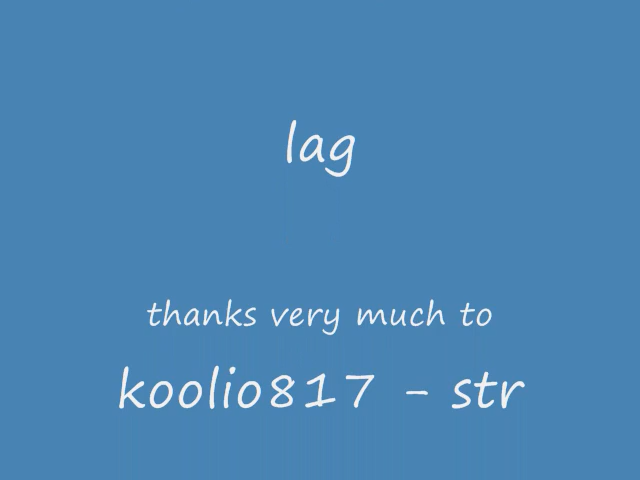 lag
thanks very much to
koolio817 - str